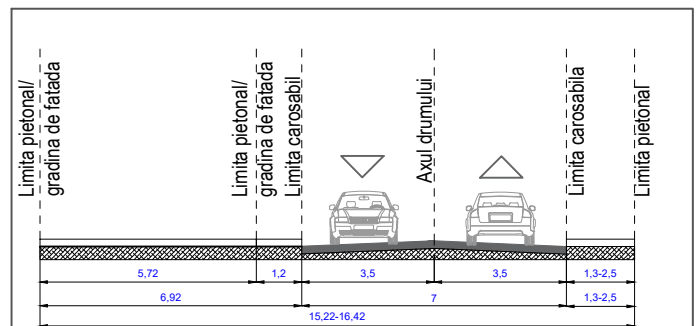 Limita pietonal/
gradina de fatada
Limita pietonal/
gradina de fatada
Limita carosabil
Axul drumului
Limita carosabila
Limita pietonal
5,72
1,2
3,5
3,5
1,3-2,5
6,92
7
1,3-2,5
15,22-16,42